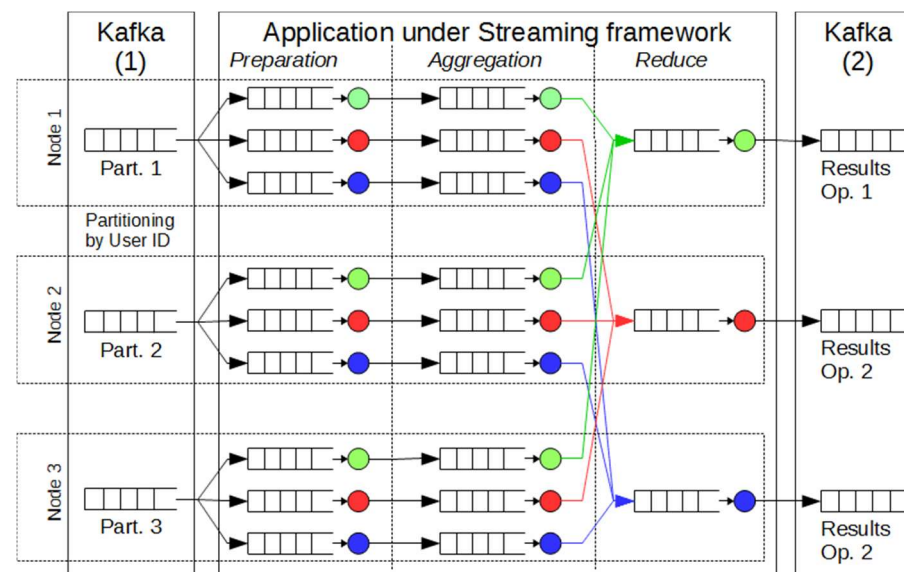 Kafka
(1)
Application under Streaming framework
Kafka
(2)
Preparation
Aggregation
Reduce
Node 1
Part. 1
Results
Op. 1
Partitioning
by User ID
Node 2
Part. 2
Results
Op. 2
Node 3
Part. 3
Results
Op. 2